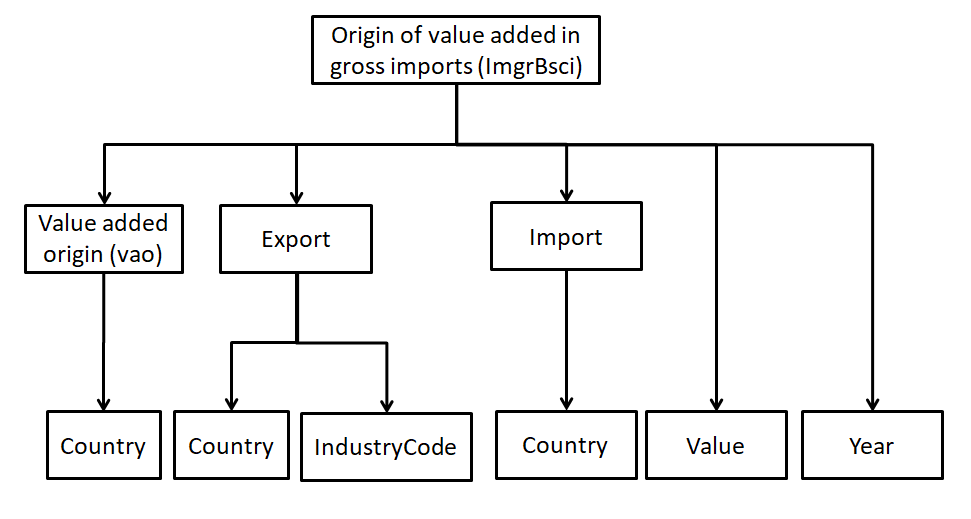 Origin of value added in
gross imports (ImgrBsci)
Value added
origin (vao)
Export
Import
Country
Country
IndustryCode
Country
Value
Year